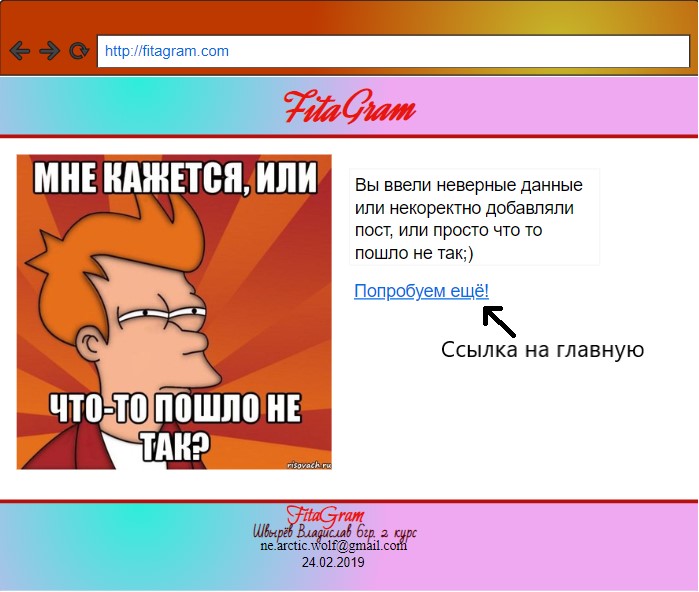 http://fitagram.com
FitaGram
МНЕ КАЖЕТСЯ, ИЛИ
ЧТО-ТО ПОШЛО НЕ
ТАК?
risovach.ru
Вы ввели неверные данные
или некоректно добавляли
пост, или просто что то
пошло не так;)
Попробуем ещё!
Ссылка на главную
FitaGram
Швырёв Владислав 6гр. 2 курс
ne.arctic.wolf@gmail.com
24.02.2019